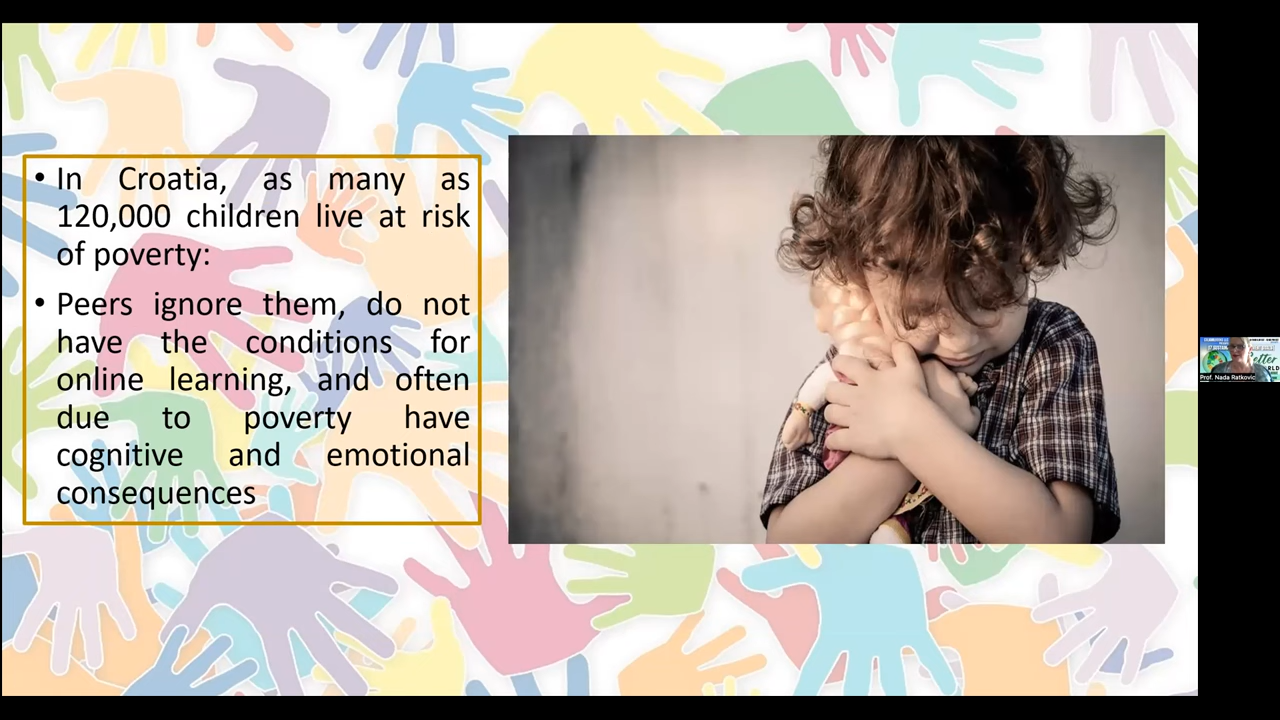 • In Croatia, as many as
120,000 children live at risk
of poverty:
• Peers ignore them, do not
have the conditions for
online learning, and often
due to poverty have
cognitive and emotional
consequences
Prof. Nada Ratkovic